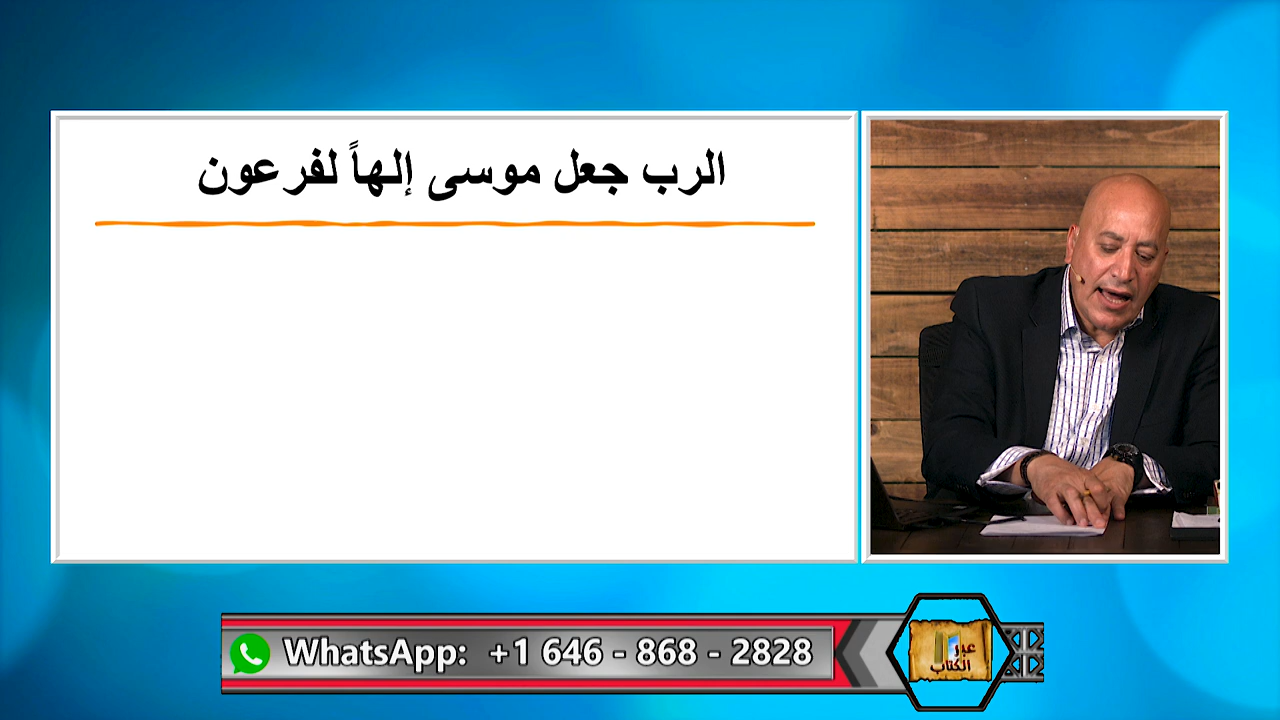 الرب جعل موسى إلهاً لفرعون
WhatsApp: +1 646 - 868 - 2828
عبر
الكتاب